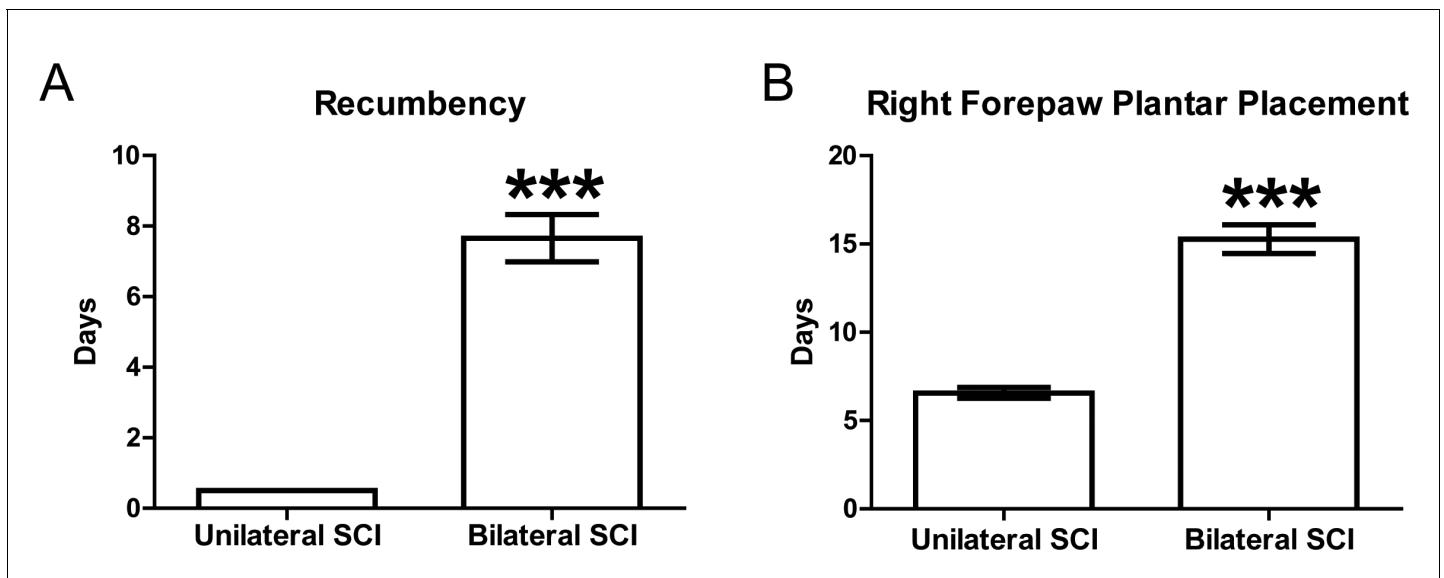 A
Recumbency
10
8
6
4
2
0
Days
***
Unilateral SCI
Bilateral SCI
B
Right Forepaw Plantar Placement
20
15
10
5
0
Days
***
Unilateral SCI
Bilateral SCI